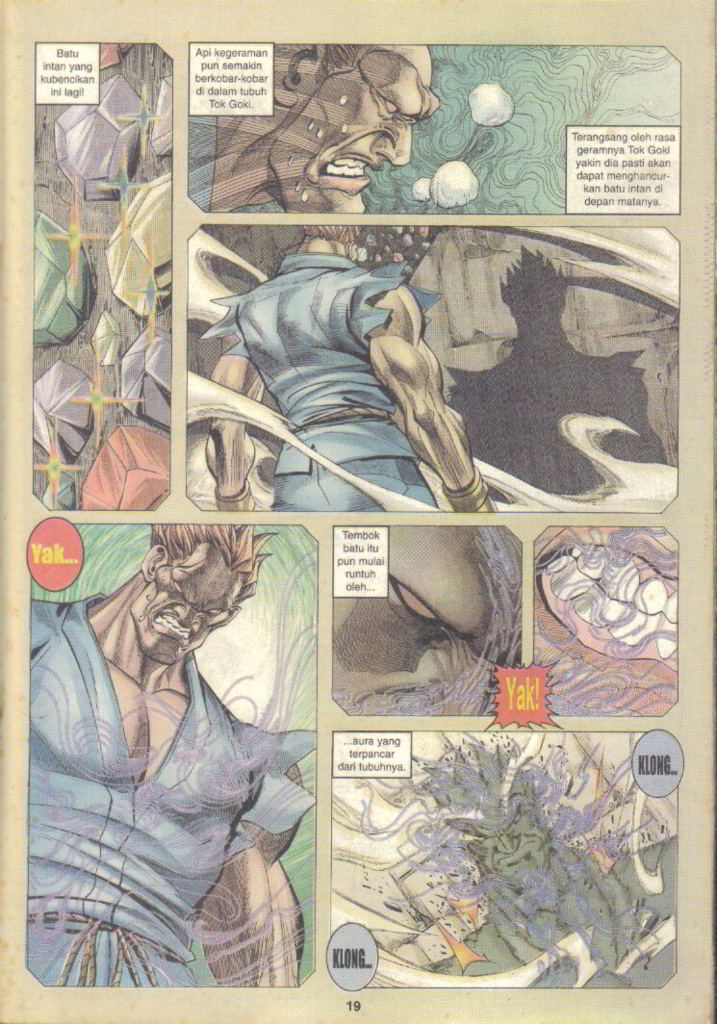 Batu
intan yang
kubencikan
ini lagi!
Api kegeraman
pun semakin
berkobar-kobar
di dalam tubuh
Tok Goki.
Terangsang oleh rasa
geramnya Tok Goki
yakin dia pasti akan
dapat menghancur-
kan batu intan di
depan matanya.
Yak...
Tembok
batu itu
pun mulai
runtuh
oleh...
Yak!
...aura yang
terpancar
dari tubuhnya.
KLONG...
KLONG...
19